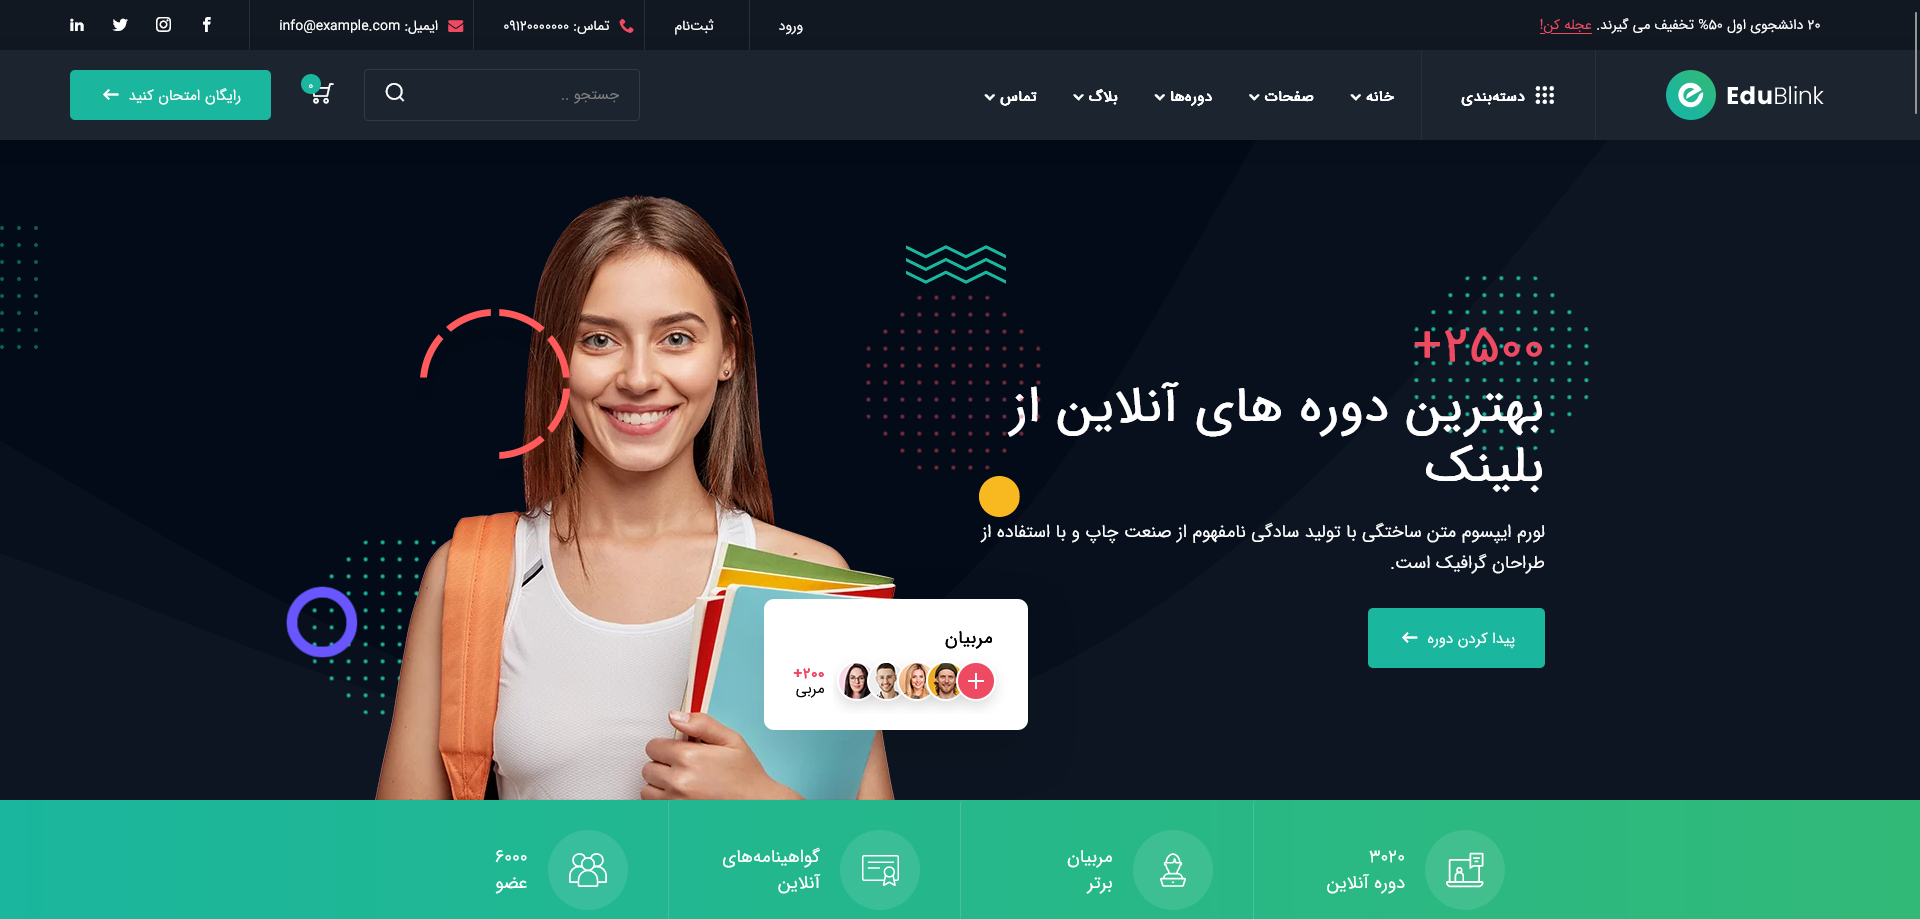 ۲۰ دانشجوی اول ۵۰% تخفیف می گیرند. عجله کن!
ورود
ثبت‌نام
تماس: ۰۹۱۲۰۰۰۰۰۰۰
ایمیل: info@example.com
EduBlink
دسته‌بندی
خانه
صفحات
دوره‌ها
بلاگ
تماس
جستجو ..
۰
رایگان امتحان کنید
+۲۵۰۰
بهترین دوره های آنلاین از
بلینک
لورم ایپسوم متن ساختگی با تولید سادگی نامفهوم از صنعت چاپ و با استفاده از
طراحان گرافیک است.
پیدا کردن دوره
مربیان
+۲۰۰
مربی
۳۰۲۰
دوره آنلاین
مربیان
برتر
گواهینامه‌های
آنلاین
۶۰۰۰
عضو